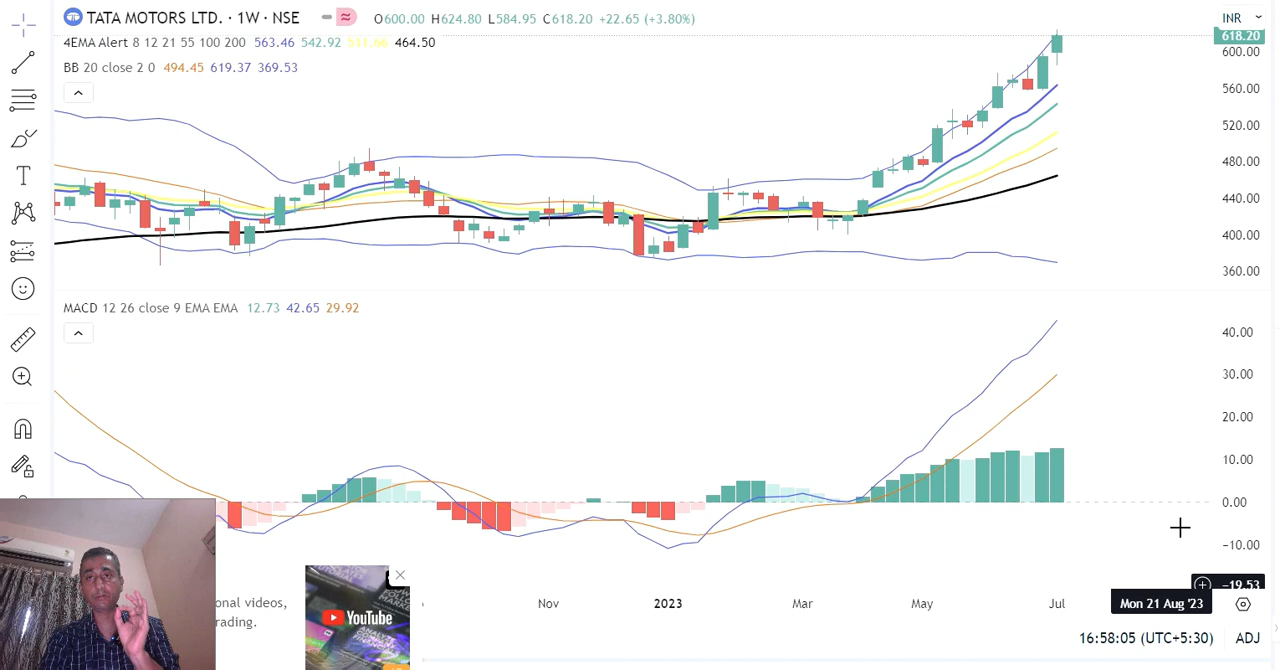 TATA MOTORS LTD. · 1W · NSE
O600.00 H624.80 L584.95 C618.20 +22.65 (+3.80%)
INR
4EMA Alert 8 12 21 55 100 200 563.46 542.92 511.66 464.50
BB 20 close 2 0 494.45 619.37 369.53
618.20
600.00
560.00
520.00
480.00
440.00
400.00
360.00
MACD 12 26 close 9 EMA EMA 12.73 42.65 29.92
40.00
30.00
20.00
10.00
0.00
−10.00
−19.53
Nov 2023 Mar May Jul
Mon 21 Aug '23
onal videos,
rading.
YouTube
16:58:05 (UTC+5:30) ADJ